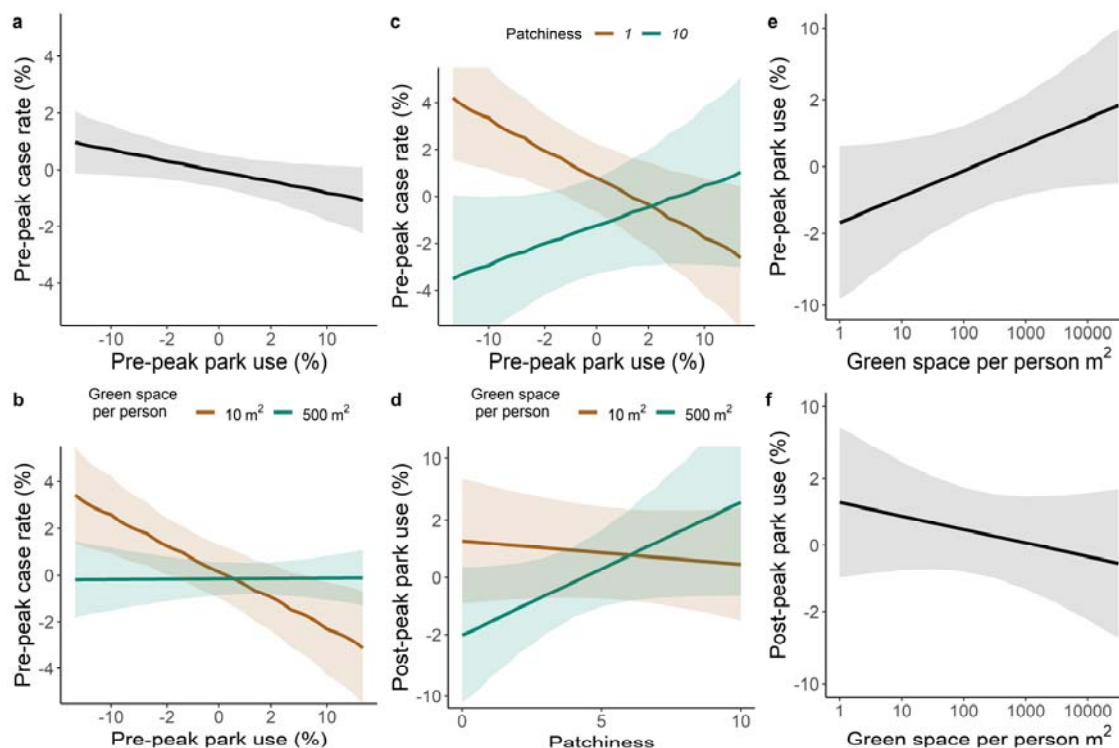 a
Pre-peak case rate (%)
4
2
0
-2
-4
-10 -2 0 2 10
Pre-peak park use (%)
c
Patchiness 1 10
Pre-peak case rate (%)
4
2
0
-2
-4
-10 -2 0 2 10
Pre-peak park use (%)
e
Pre-peak park use (%)
10
2
0
-2
-10
1 10 100 1000 10000
Green space per person m²
b
Green space
per person 10 m² 500 m²
Pre-peak case rate (%)
4
2
0
-2
-4
-10 -2 0 2 10
Pre-peak park use (%)
d
Green space
per person 10 m² 500 m²
Post-peak park use (%)
10
2
0
-2
-10
0 5 10
Patchiness
f
Post-peak park use (%)
10
2
0
-2
-10
1 10 100 1000 10000
Green space per person m²